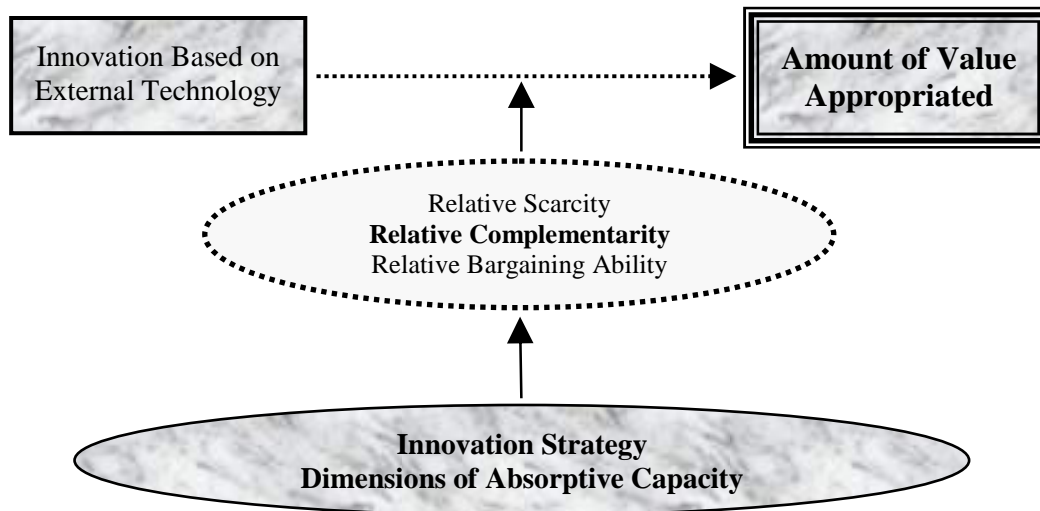 Innovation Based on
External Technology
Amount of Value
Appropriated
Relative Scarcity
Relative Complementarity
Relative Bargaining Ability
Innovation Strategy
Dimensions of Absorptive Capacity